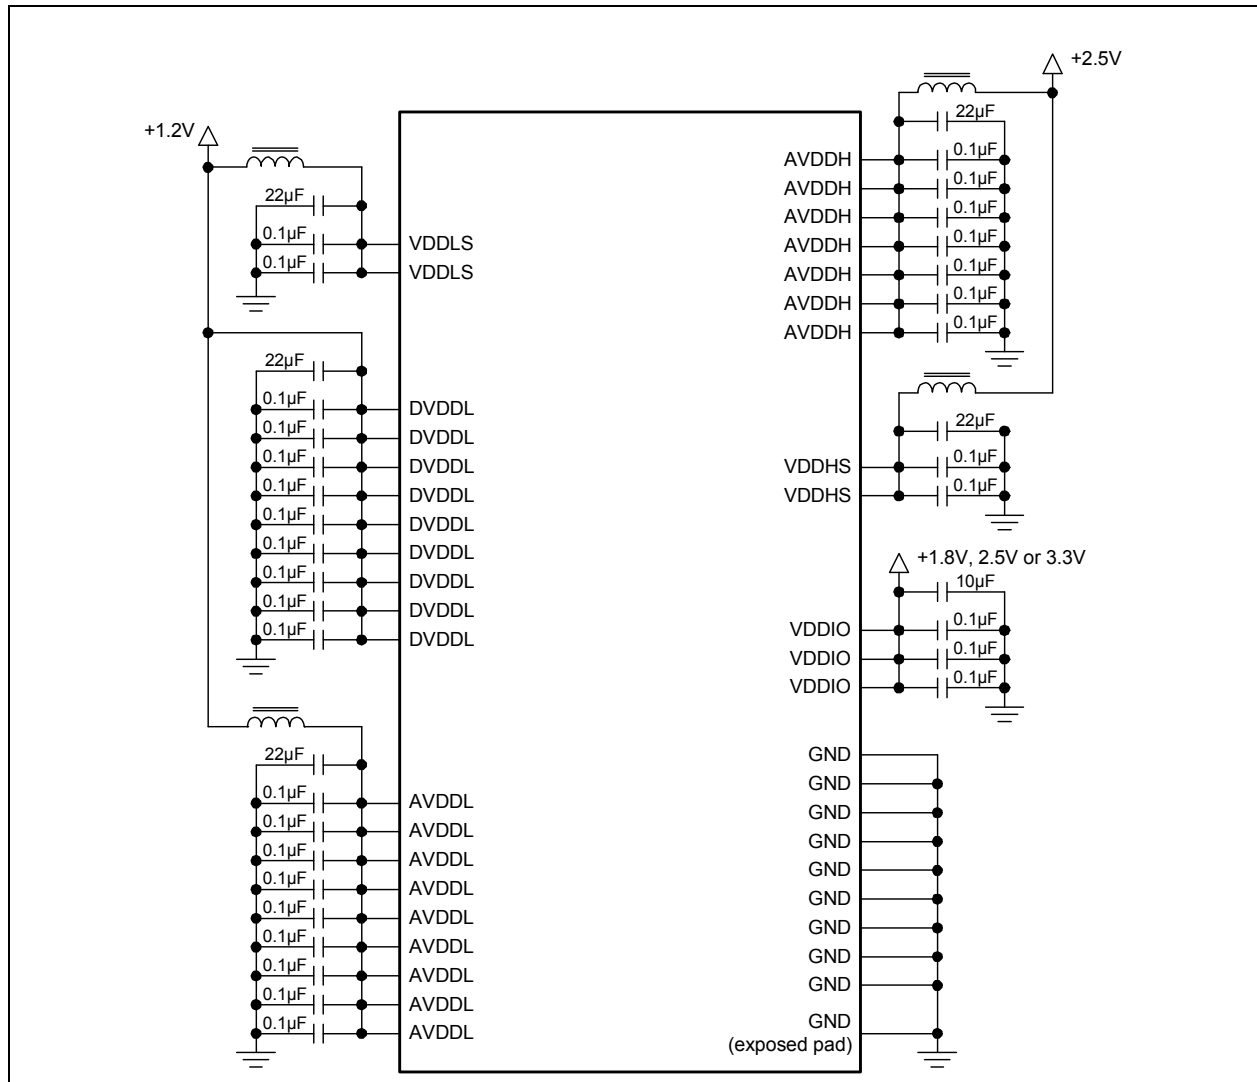 +2.5V
+1.2V
22µF
0.1µF
AVDDH
0.1µF
AVDDH
0.1µF
AVDDH
0.1µF
AVDDH
0.1µF
AVDDH
0.1µF
AVDDH
0.1µF
AVDDH
22µF
0.1µF
VDDLS
0.1µF
VDDLS
22µF
0.1µF
DVDDL
0.1µF
DVDDL
0.1µF
DVDDL
0.1µF
DVDDL
0.1µF
DVDDL
0.1µF
DVDDL
0.1µF
DVDDL
0.1µF
DVDDL
0.1µF
DVDDL
22µF
0.1µF
VDDHS
0.1µF
VDDHS
+1.8V, 2.5V or 3.3V
10µF
0.1µF
VDDIO
0.1µF
VDDIO
0.1µF
VDDIO
22µF
0.1µF
AVDDL
0.1µF
AVDDL
0.1µF
AVDDL
0.1µF
AVDDL
0.1µF
AVDDL
0.1µF
AVDDL
0.1µF
AVDDL
0.1µF
AVDDL
0.1µF
AVDDL
GND
GND
GND
GND
GND
GND
GND
GND
GND
GND
(exposed pad)